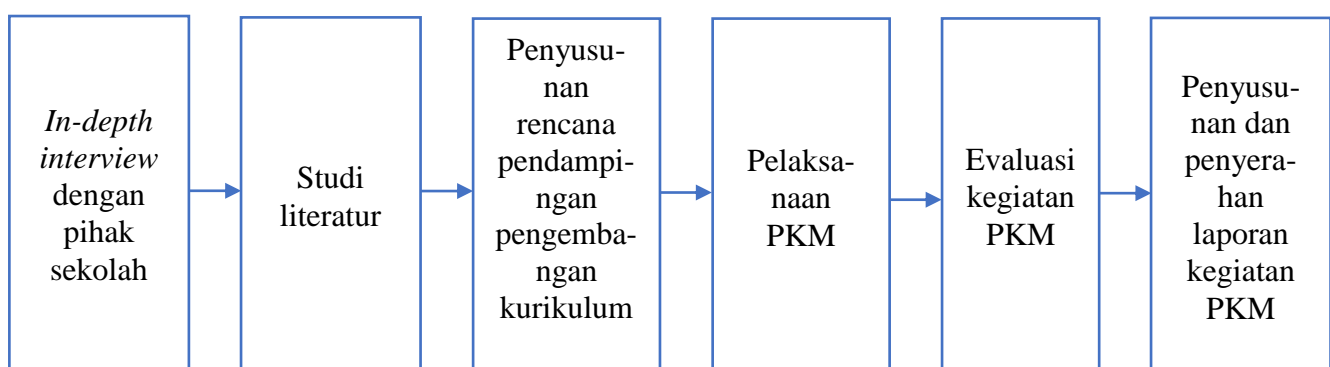 In-depth
interview
dengan
pihak
sekolah
Studi
literatur
Penyusu-
nan
rencana
pendampi-
ngan
pengemba-
ngan
kurikulum
Pelaksa-
naan
PKM
Evaluasi
kegiatan
PKM
Penyusu-
nan dan
penyera-
han
laporan
kegiatan
PKM